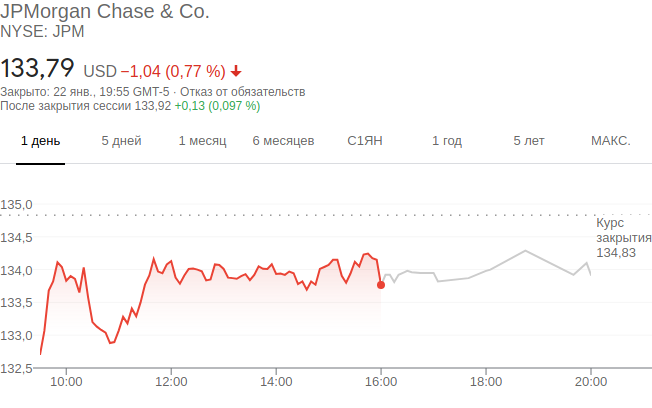 JPMorgan Chase & Co.
NYSE: JPM
133,79 USD −1,04 (0,77 %)
Закрыто: 22 янв., 19:55 GMT-5 · Отказ от обязательств
После закрытия сессии 133,92 +0,13 (0,097 %)
1 день 5 дней 1 месяц 6 месяцев С1ЯН 1 год 5 лет МАКС.
135,0
Курс
134,5 закрытия
134,83
134,0
133,5
133,0
132,5
10:00 12:00 14:00 16:00 18:00 20:00